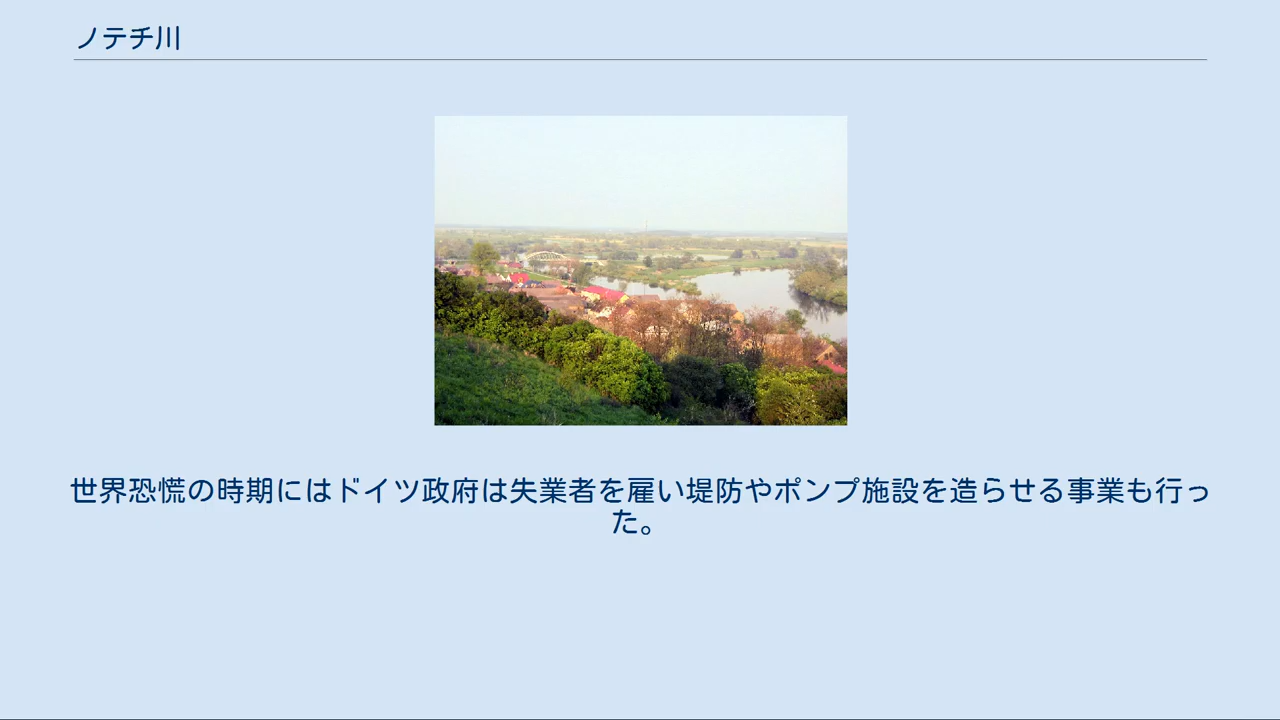 ノテチ川
世界恐慌の時期にはドイツ政府は失業者を雇い堤防やポンプ施設を造らせる事業も行っ
た。